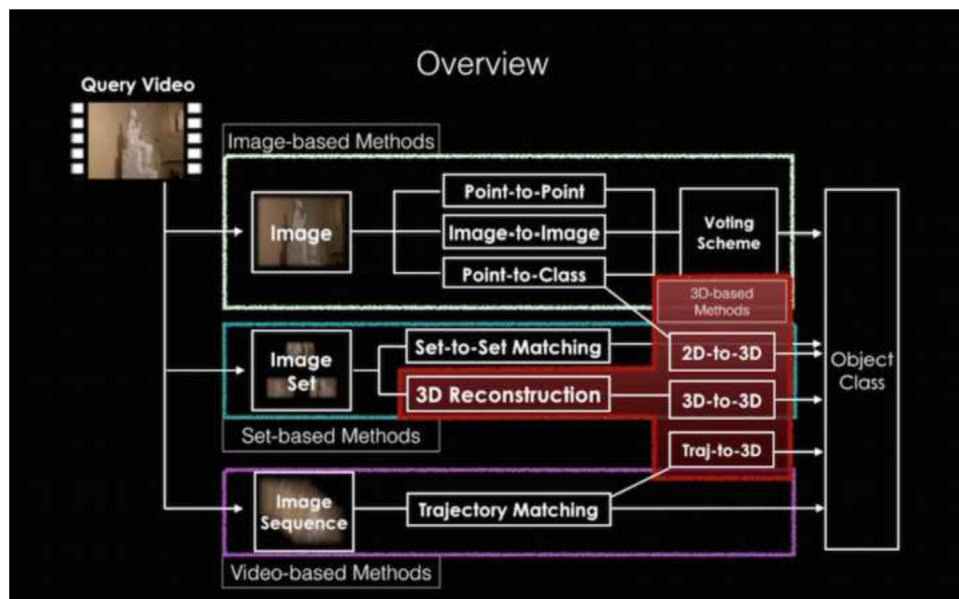 Overview
Query Video
Image-based Methods
Image
Point-to-Point
Image-to-Image
Point-to-Class
Voting
Scheme
3D-based
Methods
Image
Set
Set-to-Set Matching
3D Reconstruction
2D-to-3D
3D-to-3D
Object
Class
Set-based Methods
Traj-to-3D
Image
Sequence
Trajectory Matching
Video-based Methods